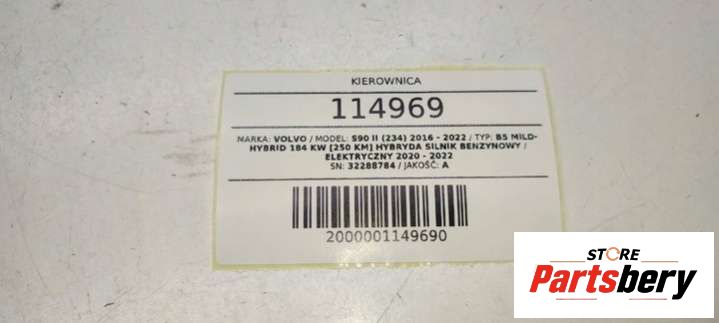 KIEROWNICA
114969
MARKA: VOLVO / MODEL: S90 II (234) 2016 - 2022 / TYP: B5 MILD-
HYBRID 184 KW [250 KM] HYBRYDA SILNIK BENZYNOWY /
ELEKTRYCZNY 2020 - 2022
SN: 32288784 / JAKOŚĆ: A
2000001149690
STORE
Partsbery